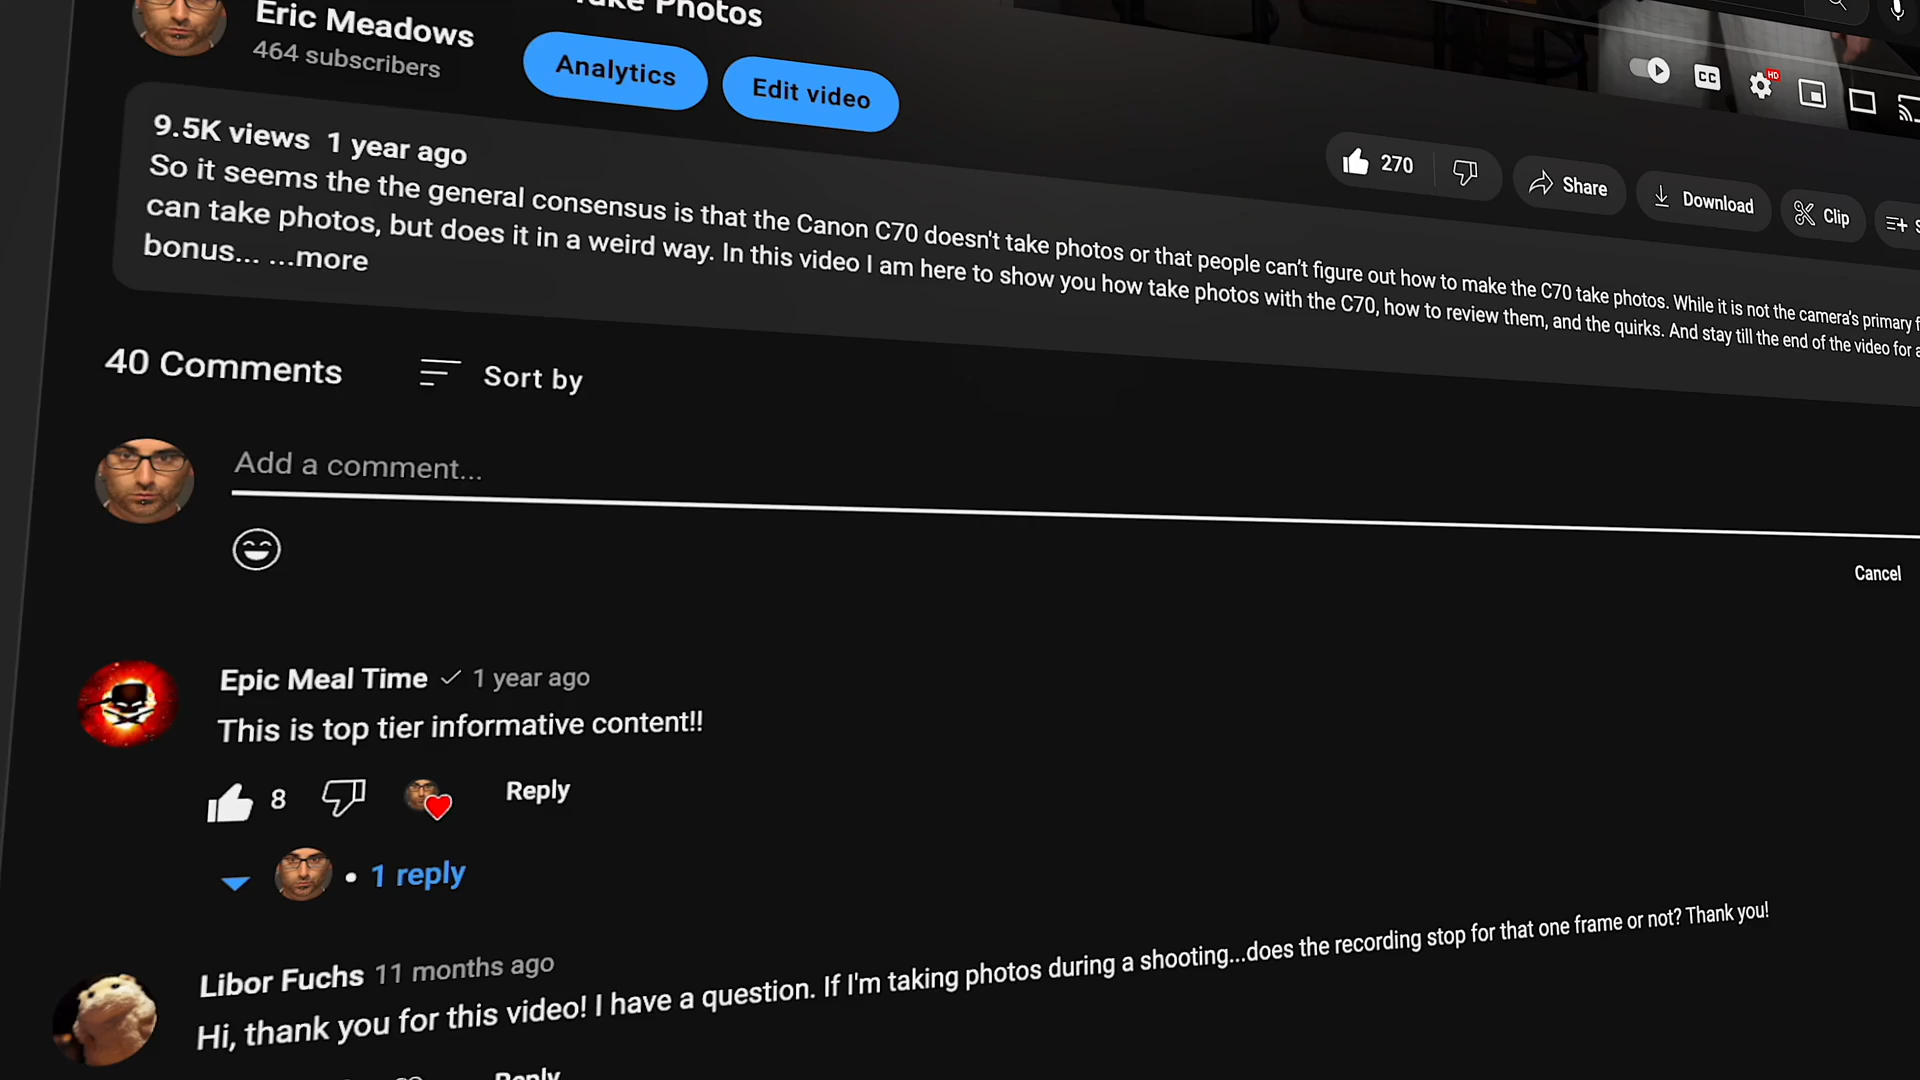 Take Photos
Eric Meadows
464 subscribers
Analytics
Edit video
HD
CC
270
Share
Download
Clip
9.5K views 1 year ago
So it seems the the general consensus is that the Canon C70 doesn't take photos or that people can't figure out how to make the C70 take photos. While it is not the camera's primary
can take photos, but does it in a weird way. In this video I am here to show you how take photos with the C70, how to review them, and the quirks. And stay till the end of the video for a
bonus... ...more
40 Comments
Sort by
Add a comment...
Cancel
Epic Meal Time 1 year ago
This is top tier informative content!!
8
Reply
• 1 reply
Libor Fuchs 11 months ago
Hi, thank you for this video! I have a question. If I'm taking photos during a shooting...does the recording stop for that one frame or not? Thank you!
Reply